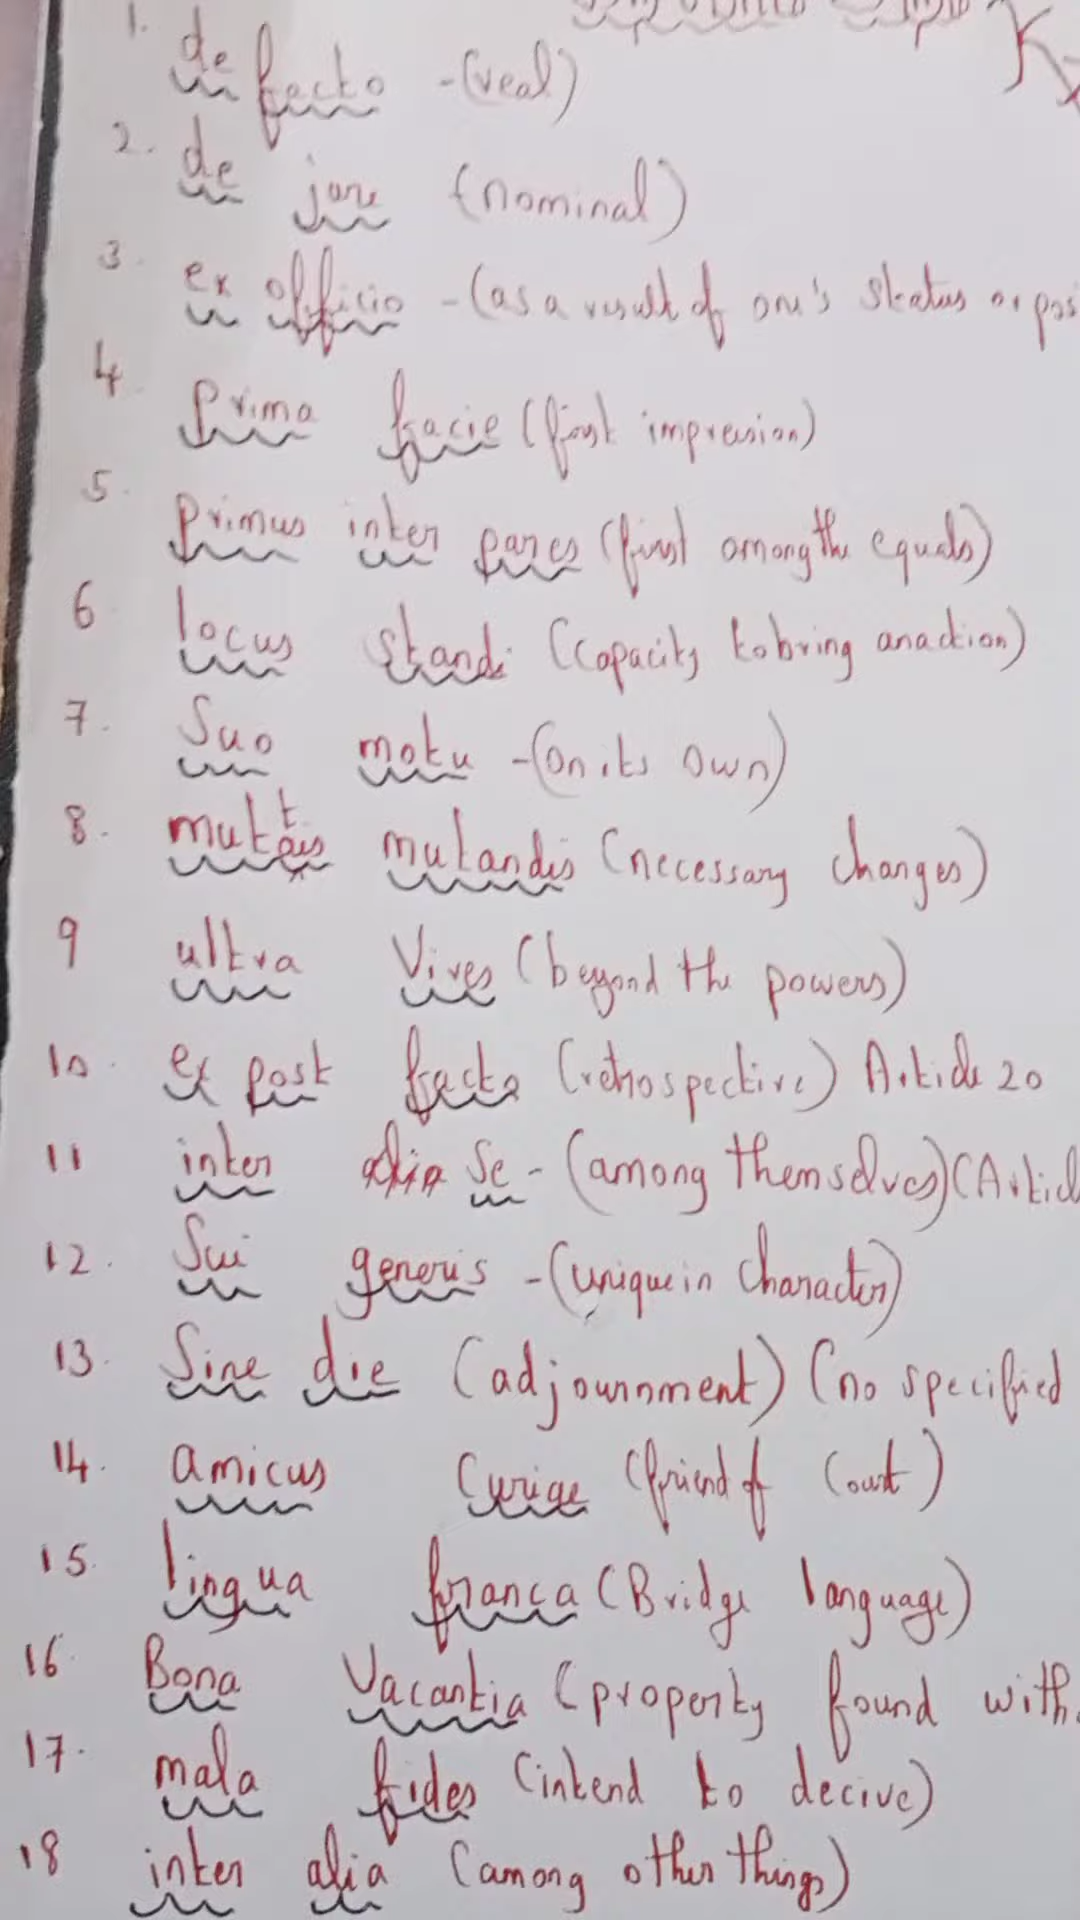 1. de facto - (real)
2. de jure (nominal)
3. ex officio - (as a result of one's status or pos
4 Prima facie (first impression)
5. Primus inter pares (first among the equals)
6 locus standi (capacity to bring an action)
7. Suo motu - (on its own)
8. mutatis mutandis (necessary changes)
9 ultra Vires (beyond the powers)
10. ex post facto (retrospective) Article 20
11 inter alia Se - (among themselves) (Articl
12. Sui generis - (unique in character)
13. Sine die (adjournment) (no specified
14. amicus Curiae (friend of Court)
15. lingua franca (Bridge language)
16 Bona Vacantia (property found with
17. mala fides (intend to decive)
18 inter alia (among other things)